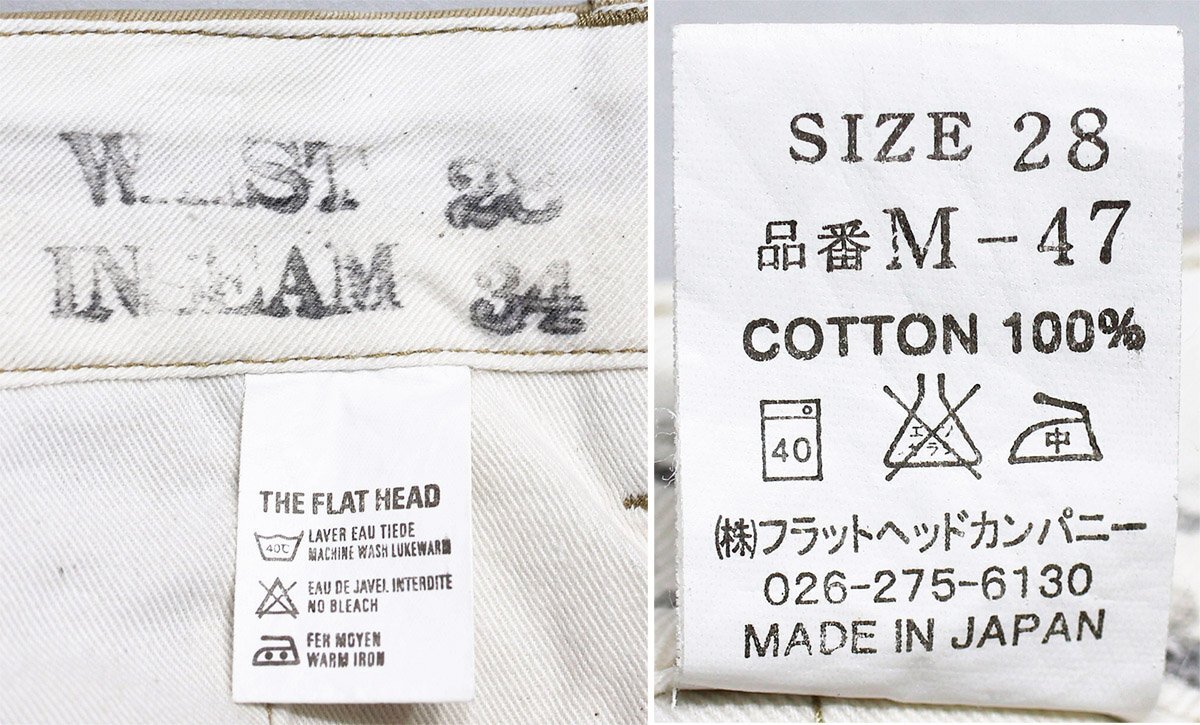 WAIST 28
INSEAM 34
THE FLAT HEAD
40℃
LAVER EAU TIEDE
MACHINE WASH LUKEWARM
EAU DE JAVEL INTERDITE
NO BLEACH
FER MOYEN
WARM IRON
SIZE 28
品番 M-47
COTTON 100%
40
エンソ
サラシ
中
(株)フラットヘッドカンパニー
026-275-6130
MADE IN JAPAN